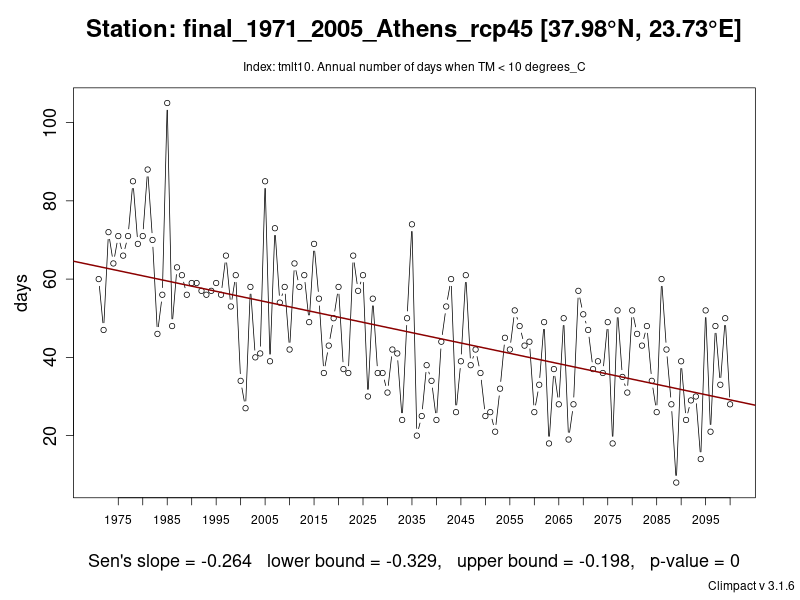 Station: final_1971_2005_Athens_rcp45 [37.98°N, 23.73°E]
Index: tmlt10. Annual number of days when TM < 10 degrees_C
100
80
60
40
20
days
1975 1985 1995 2005 2015 2025 2035 2045 2055 2065 2075 2085 2095
Sen's slope = -0.264 lower bound = -0.329, upper bound = -0.198, p-value = 0
Climpact v 3.1.6